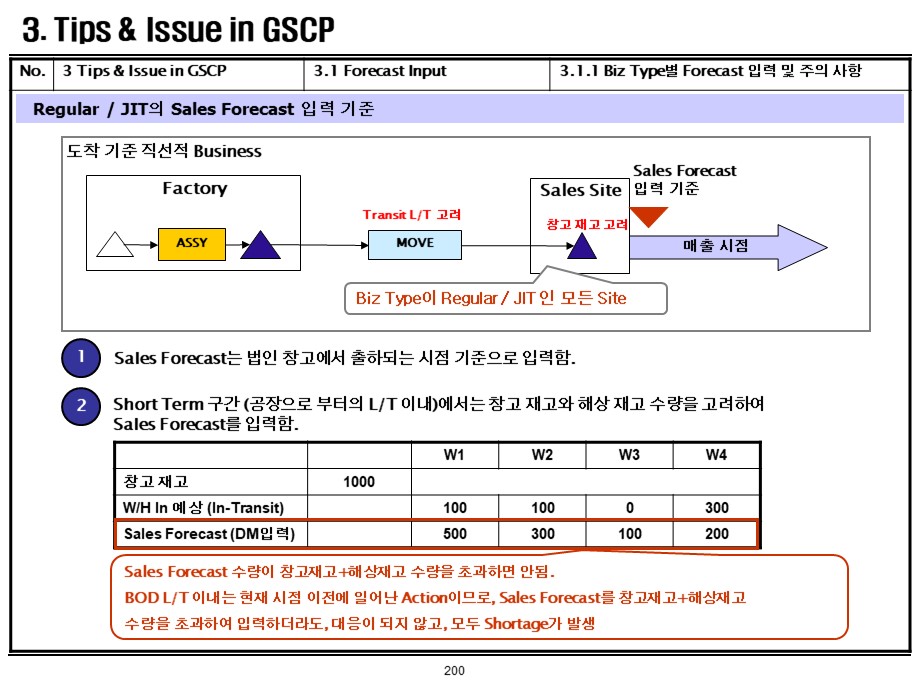 3. Tips & Issue in GSCP
No. 3 Tips & Issue in GSCP 3.1 Forecast Input 3.1.1 Biz Type별 Forecast 입력 및 주의 사항
Regular / JIT의 Sales Forecast 입력 기준
도착 기준 직선적 Business
Factory
ASSY
Transit L/T 고려
MOVE
Sales Site
창고 재고 고려
Sales Forecast
입력 기준
매출 시점
Biz Type이 Regular / JIT 인 모든 Site
1 Sales Forecast는 법인 창고에서 출하되는 시점 기준으로 입력함.
2 Short Term 구간 (공장으로 부터의 L/T 이내)에서는 창고 재고와 해상 재고 수량을 고려하여
Sales Forecast를 입력함.
W1 W2 W3 W4
창고 재고 1000
W/H In 예상 (In-Transit) 100 100 0 300
Sales Forecast (DM입력) 500 300 100 200
Sales Forecast 수량이 창고재고+해상재고 수량을 초과하면 안됨.
BOD L/T 이내는 현재 시점 이전에 일어난 Action이므로, Sales Forecast를 창고재고+해상재고
수량을 초과하여 입력하더라도, 대응이 되지 않고, 모두 Shortage가 발생
200